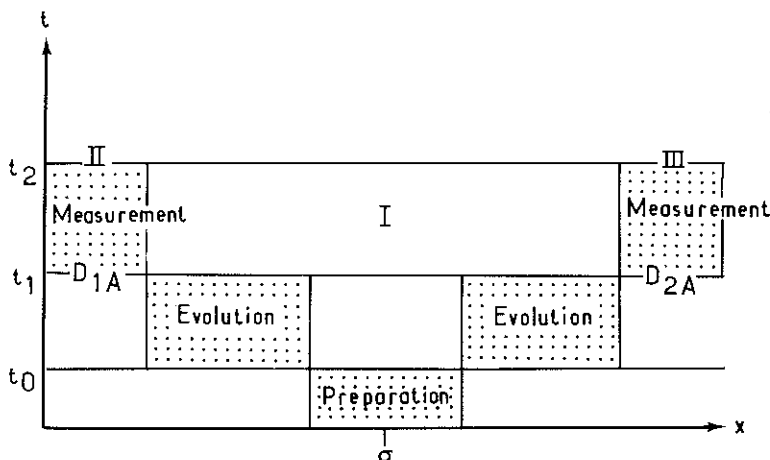 t
II
III
t2
Measurement
I
Measurement
t1
D1A
D2A
Evolution
Evolution
t0
Preparation
x
σ